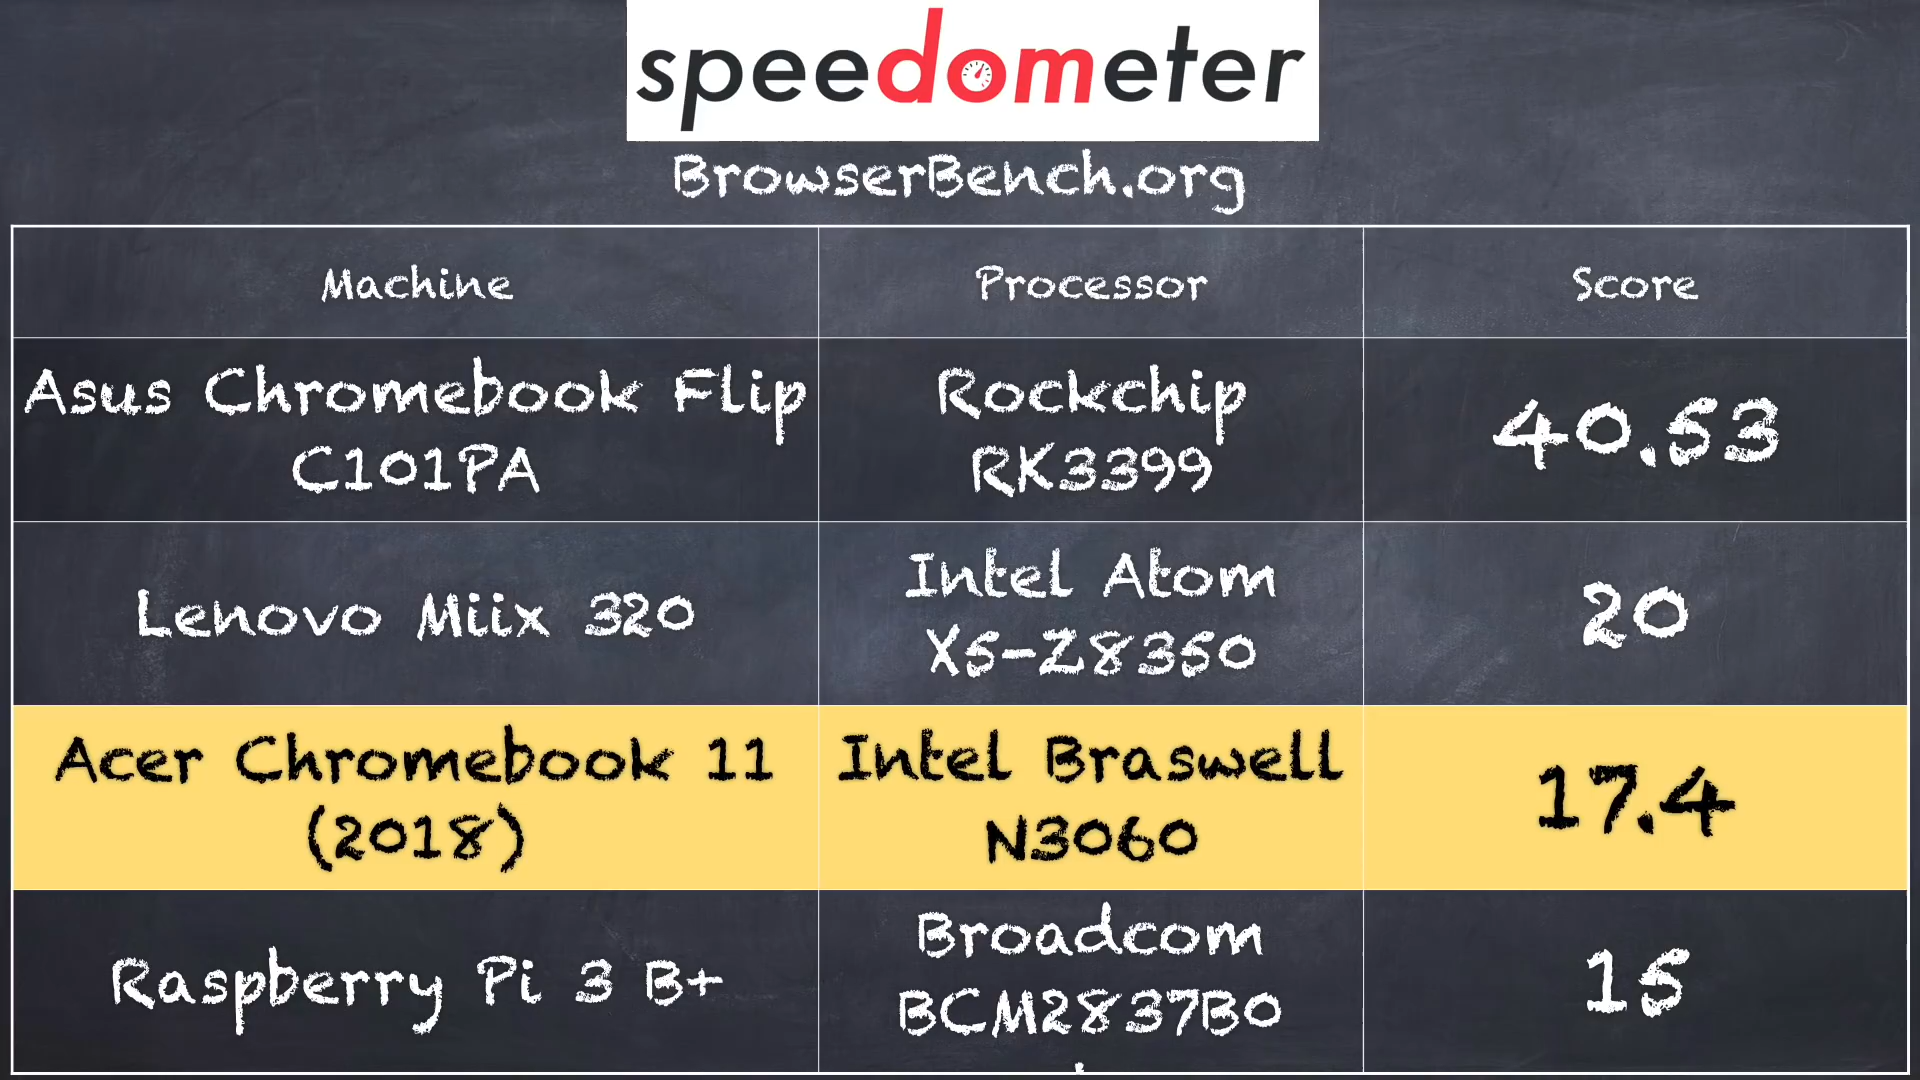 speedometer
BrowserBench.org
Machine Processor Score
Asus Chromebook Flip
C101PA
Rockchip
RK3399
40.53
Lenovo Miix 320
Intel Atom
X5-Z8350
20
Acer Chromebook 11
(2018)
Intel Braswell
N3060
17.4
Raspberry Pi 3 B+
Broadcom
BCM2837B0
15